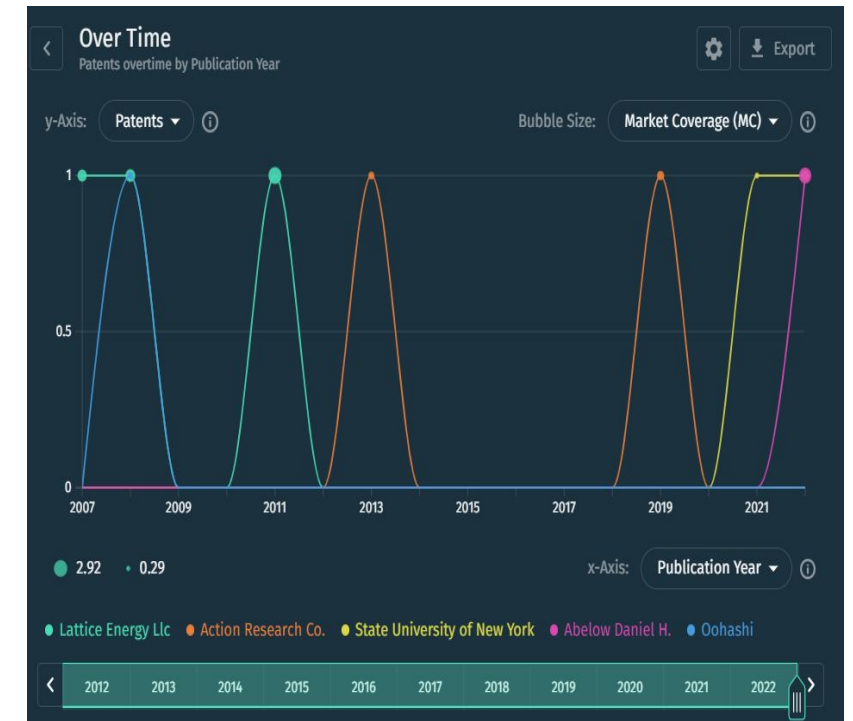 Over Time
Patents overtime by Publication Year
Export
y-Axis: Patents
Bubble Size: Market Coverage (MC)
1
0.5
0
2007 2009 2011 2013 2015 2017 2019 2021
2.92 0.29
x-Axis: Publication Year
Lattice Energy Llc Action Research Co. State University of New York Abelow Daniel H. Oohashi
2012 2013 2014 2015 2016 2017 2018 2019 2020 2021 2022